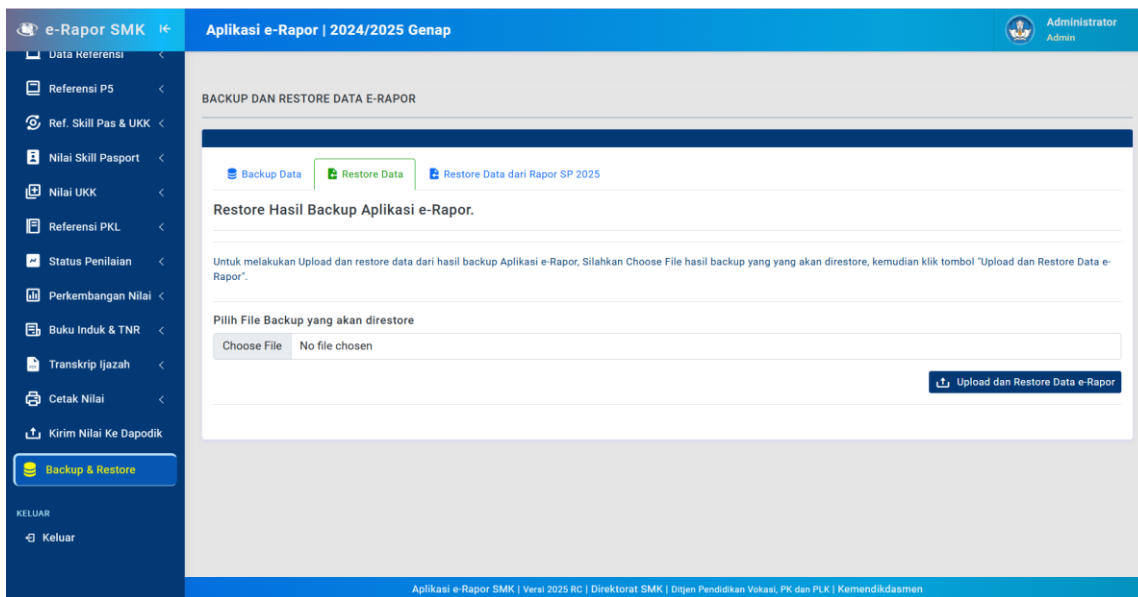 e-Rapor SMK
Aplikasi e-Rapor | 2024/2025 Genap
Administrator
Admin
Data Referensi
Referensi P5
Ref. Skill Pas & UKK
Nilai Skill Pasport
Nilai UKK
Referensi PKL
Status Penilaian
Perkembangan Nilai
Buku Induk & TNR
Transkrip Ijazah
Cetak Nilai
Kirim Nilai Ke Dapodik
Backup & Restore
KELUAR
Keluar
BACKUP DAN RESTORE DATA E-RAPOR
Backup Data
Restore Data
Restore Data dari Rapor SP 2025
Restore Hasil Backup Aplikasi e-Rapor.
Untuk melakukan Upload dan restore data dari hasil backup Aplikasi e-Rapor, Silahkan Choose File hasil backup yang yang akan direstore, kemudian klik tombol "Upload dan Restore Data e-
Rapor".
Pilih File Backup yang akan direstore
Choose File No file chosen
Upload dan Restore Data e-Rapor
Aplikasi e-Rapor SMK | Versi 2025 RC | Direktorat SMK | Ditjen Pendidikan Vokasi, PK dan PLK | Kemendikdasmen